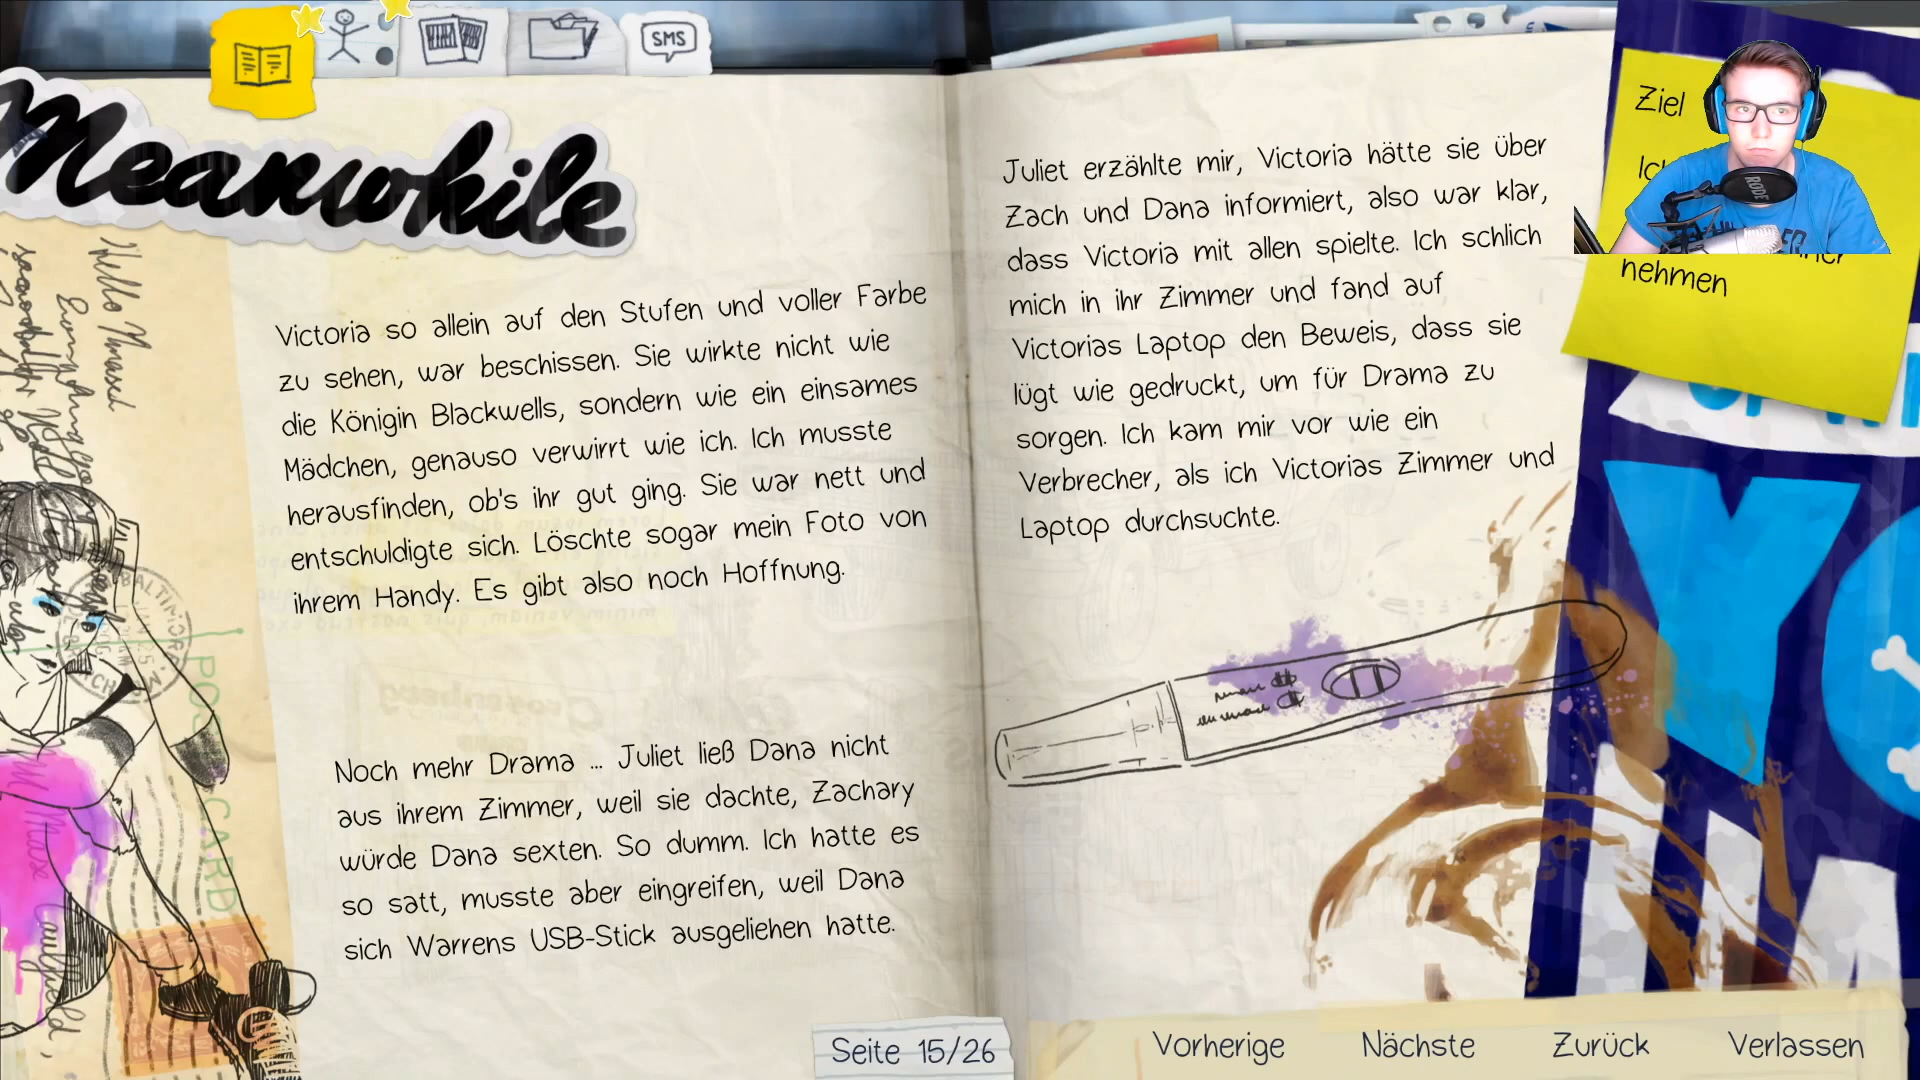 SMS
Meanwhile
Victoria so allein auf den Stufen und voller Farbe
zu sehen, war beschissen. Sie wirkte nicht wie
die Königin Blackwells, sondern wie ein einsames
Mädchen, genauso verwirrt wie ich. Ich musste
herausfinden, ob's ihr gut ging. Sie war nett und
entschuldigte sich. Löschte sogar mein Foto von
ihrem Handy. Es gibt also noch Hoffnung.
Noch mehr Drama ... Juliet ließ Dana nicht
aus ihrem Zimmer, weil sie dachte, Zachary
würde Dana sexten. So dumm. Ich hatte es
so satt, musste aber eingreifen, weil Dana
sich Warrens USB-Stick ausgeliehen hatte.
Juliet erzählte mir, Victoria hätte sie über
Zach und Dana informiert, also war klar,
dass Victoria mit allen spielte. Ich schlich
mich in ihr Zimmer und fand auf
Victorias Laptop den Beweis, dass sie
lügt wie gedruckt, um für Drama zu
sorgen. Ich kam mir vor wie ein
Verbrecher, als ich Victorias Zimmer und
Laptop durchsuchte.
Ziel
nehmen
RODE
POST CARD
BALTIMORE
Seite 15/26
Vorherige
Nächste
Zurück
Verlassen